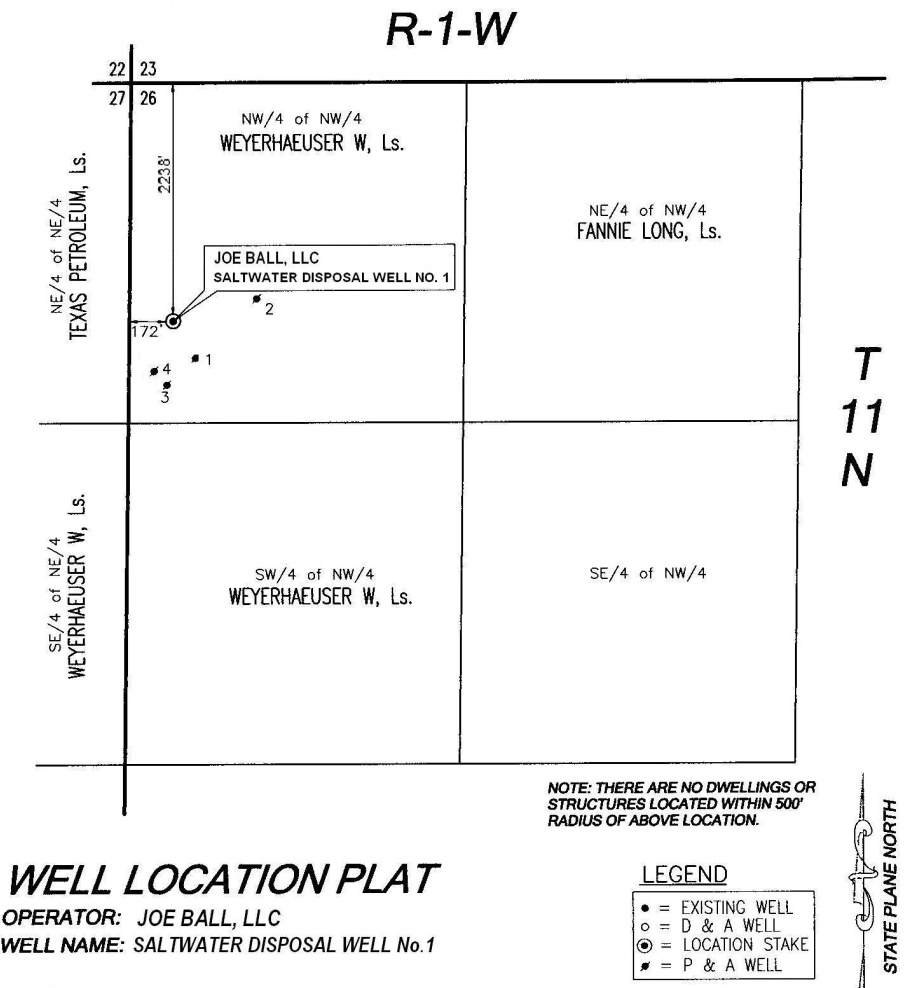 R-1-W
22 23
27 26
NW/4 of NW/4
WEYERHAEUSER W, Ls.
2238'
NE/4 of NE/4
TEXAS PETROLEUM, Ls.
NE/4 of NW/4
FANNIE LONG, Ls.
JOE BALL, LLC
SALTWATER DISPOSAL WELL NO. 1
2
172'
1
4
3
T
11
N
SE/4 of NE/4
WEYERHAEUSER W, Ls.
SW/4 of NW/4
WEYERHAEUSER W, Ls.
SE/4 of NW/4
NOTE: THERE ARE NO DWELLINGS OR
STRUCTURES LOCATED WITHIN 500'
RADIUS OF ABOVE LOCATION.
WELL LOCATION PLAT
OPERATOR: JOE BALL, LLC
WELL NAME: SALTWATER DISPOSAL WELL No.1
LEGEND
= EXISTING WELL
= D & A WELL
= LOCATION STAKE
= P & A WELL
STATE PLANE NORTH